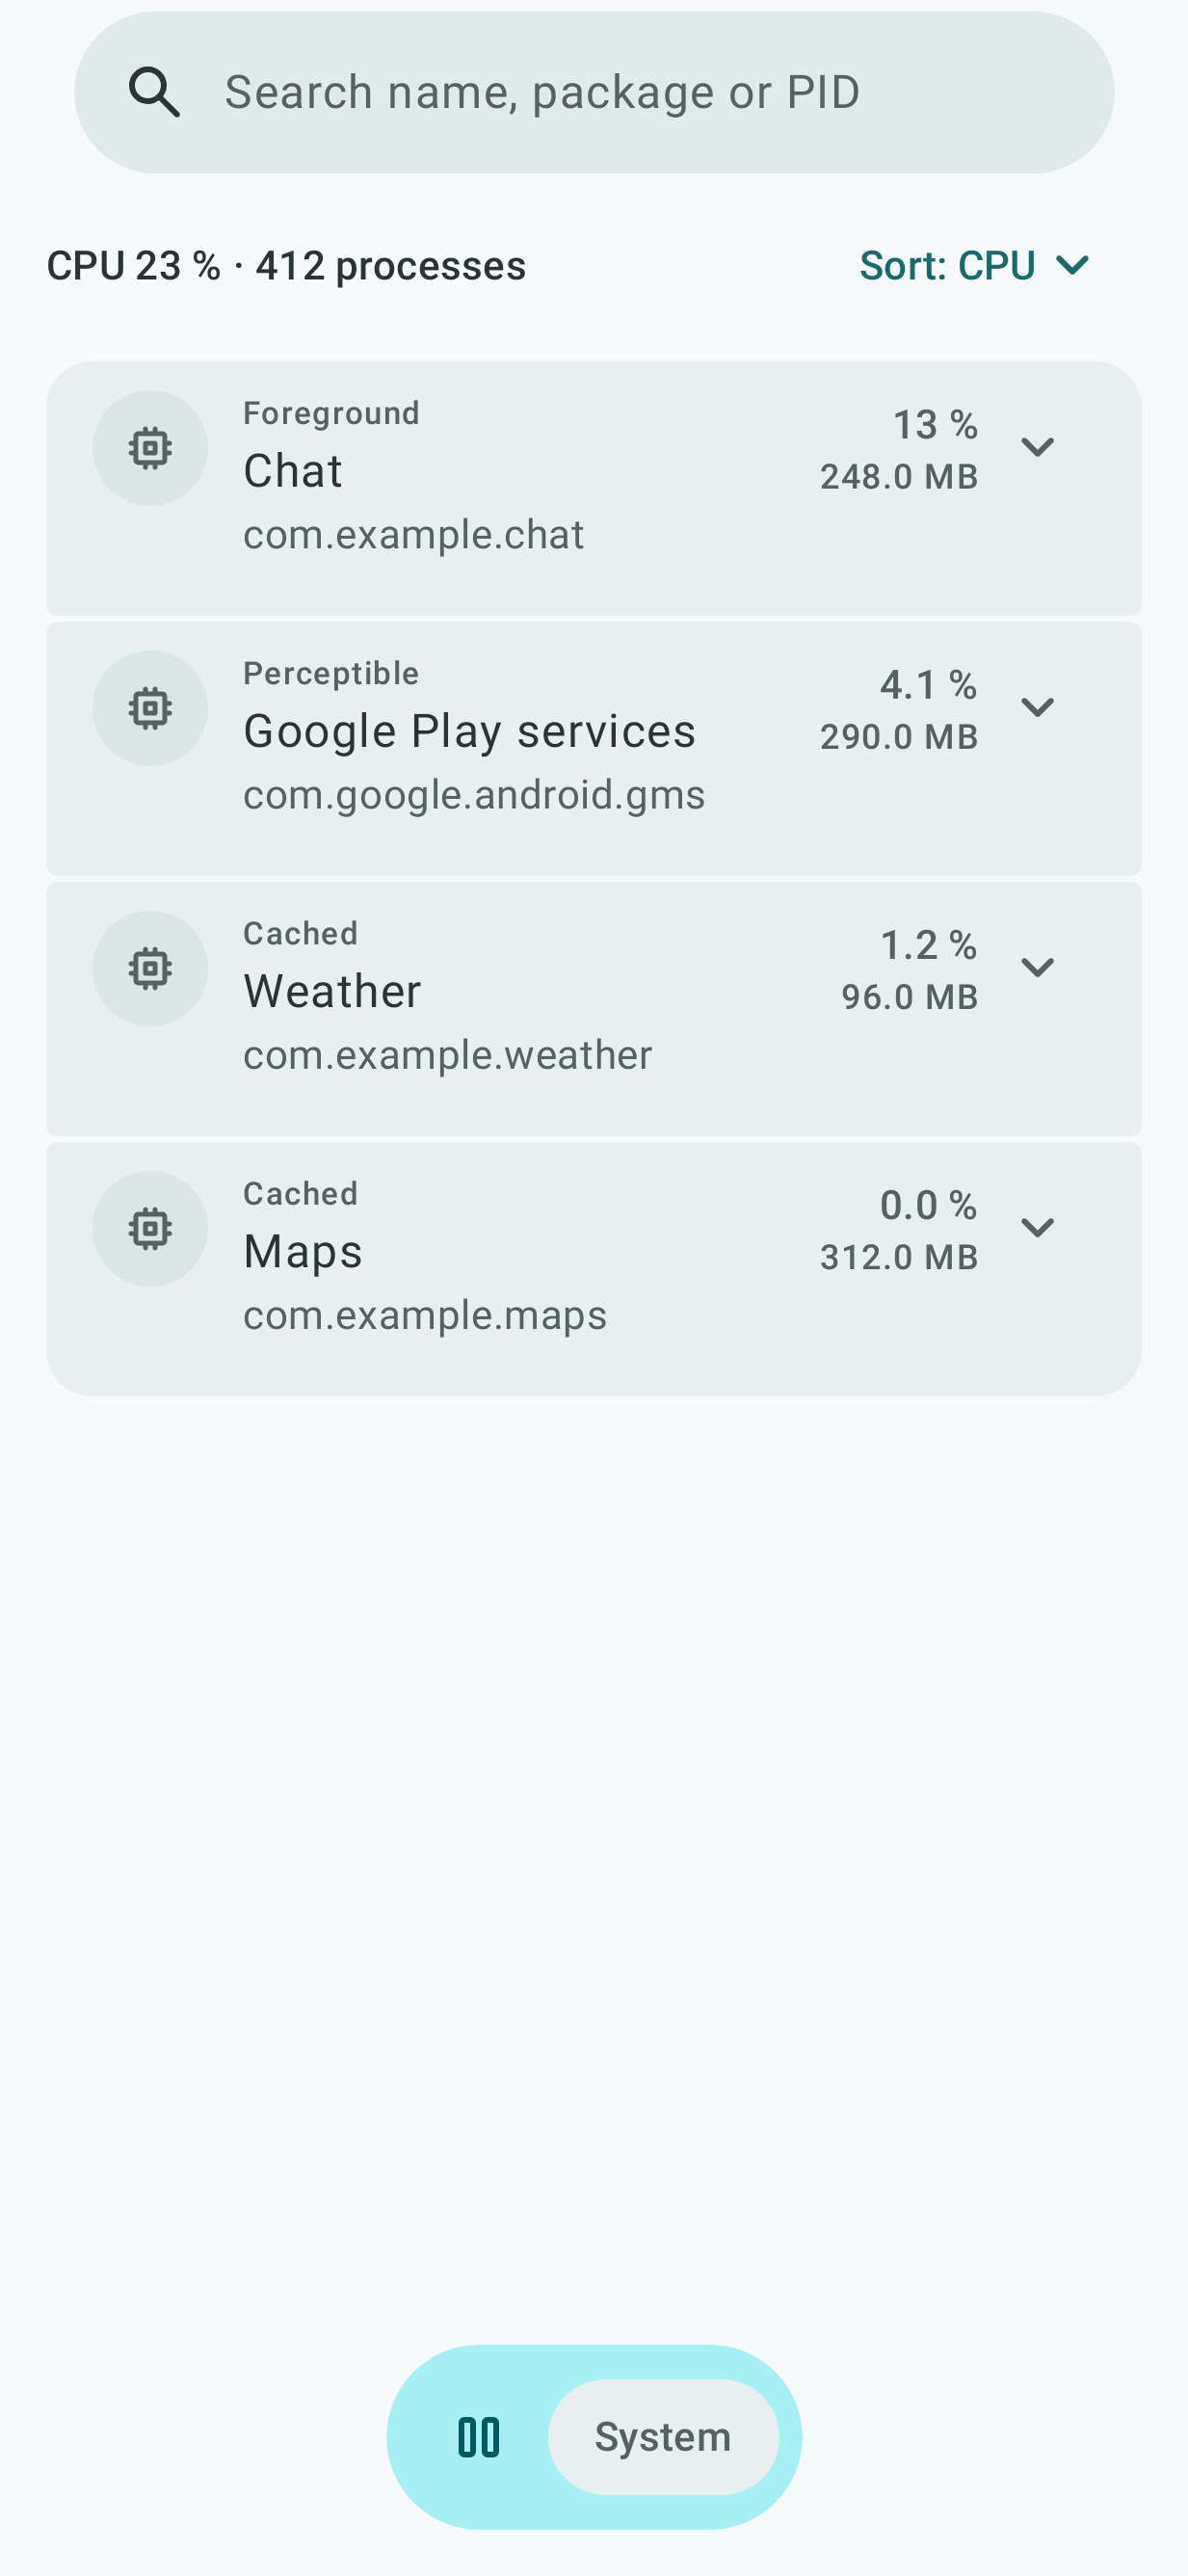 Search name, package or PID
CPU 23 % · 412 processes
Sort: CPU
Foreground
Chat
com.example.chat
13 %
248.0 MB
Perceptible
Google Play services
com.google.android.gms
4.1 %
290.0 MB
Cached
Weather
com.example.weather
1.2 %
96.0 MB
Cached
Maps
com.example.maps
0.0 %
312.0 MB
System